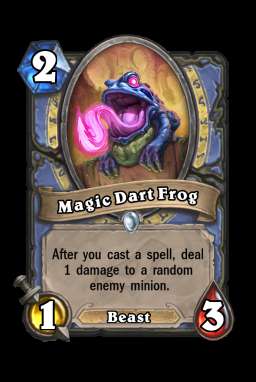 2
Magic Dart Frog
After you cast a spell, deal
1 damage to a random
enemy minion.
1
Beast
3